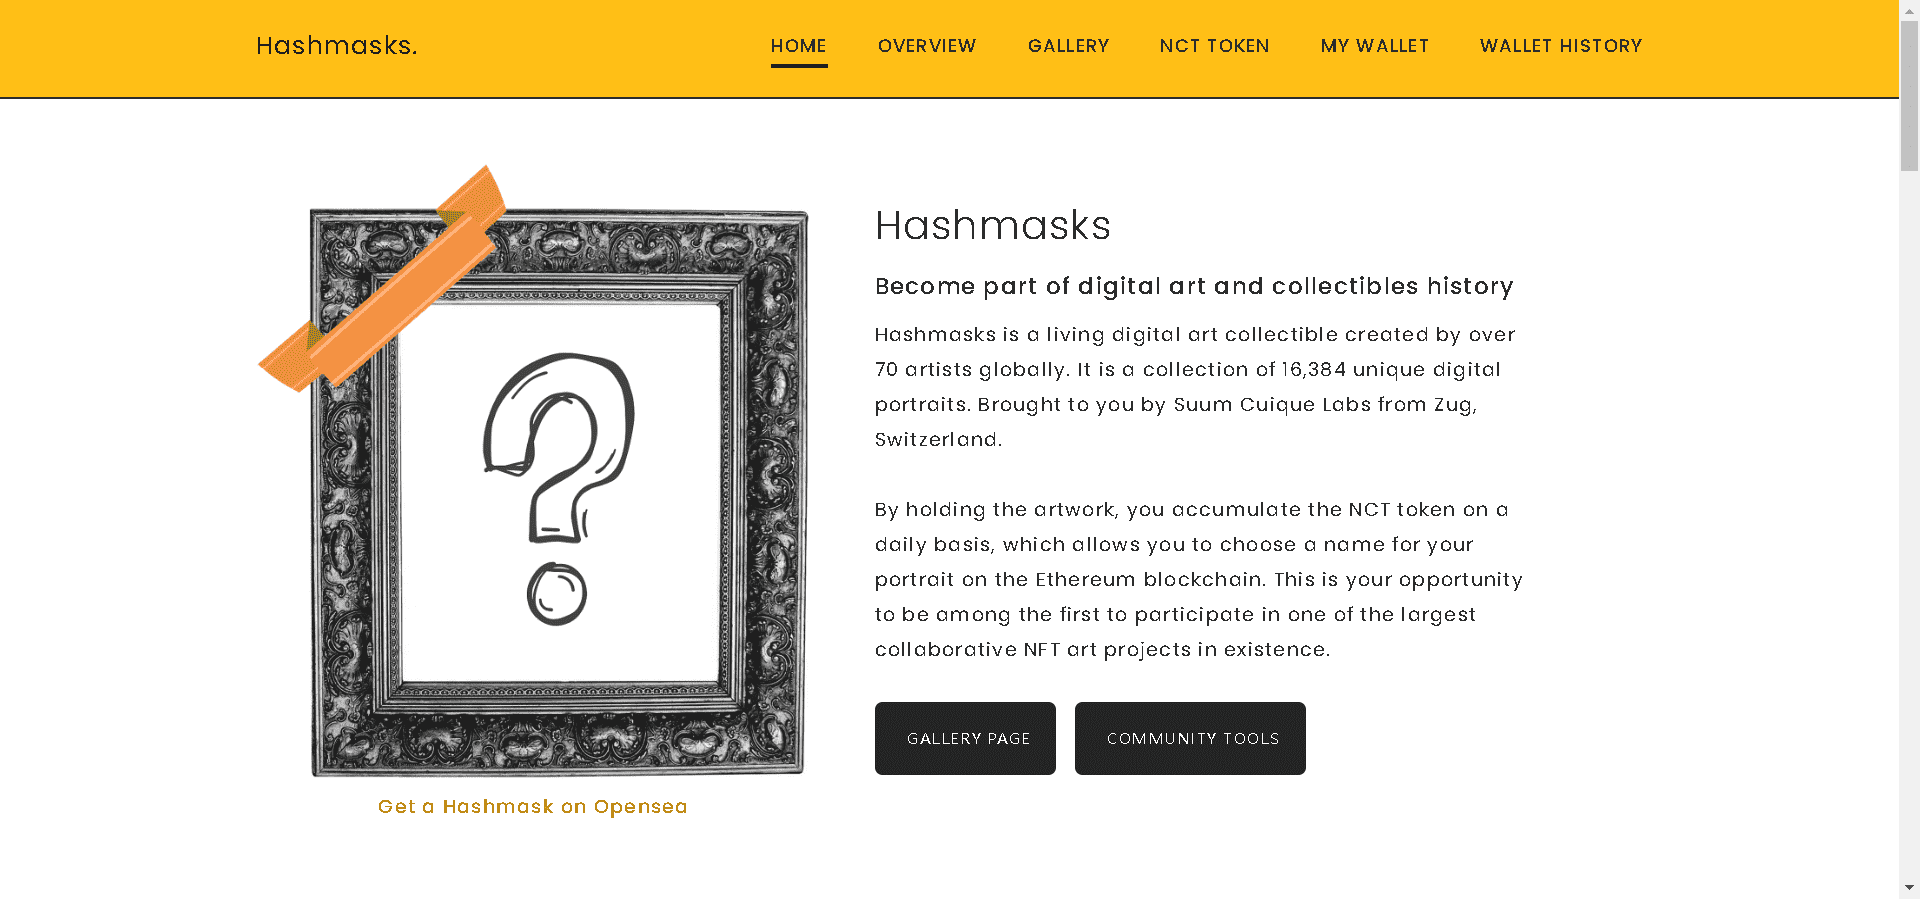 Hashmasks.
HOME
OVERVIEW
GALLERY
NCT TOKEN
MY WALLET
WALLET HISTORY
Hashmasks
Become part of digital art and collectibles history
Hashmasks is a living digital art collectible created by over
70 artists globally. It is a collection of 16,384 unique digital
portraits. Brought to you by Suum Cuique Labs from Zug,
Switzerland.
By holding the artwork, you accumulate the NCT token on a
daily basis, which allows you to choose a name for your
portrait on the Ethereum blockchain. This is your opportunity
to be among the first to participate in one of the largest
collaborative NFT art projects in existence.
GALLERY PAGE
COMMUNITY TOOLS
?
Get a Hashmask on Opensea